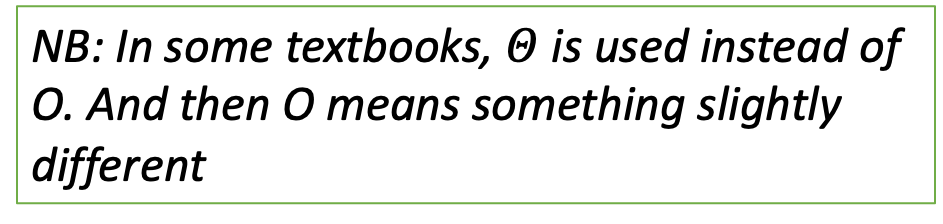 NB: In some textbooks, Θ is used instead of
O. And then O means something slightly
different